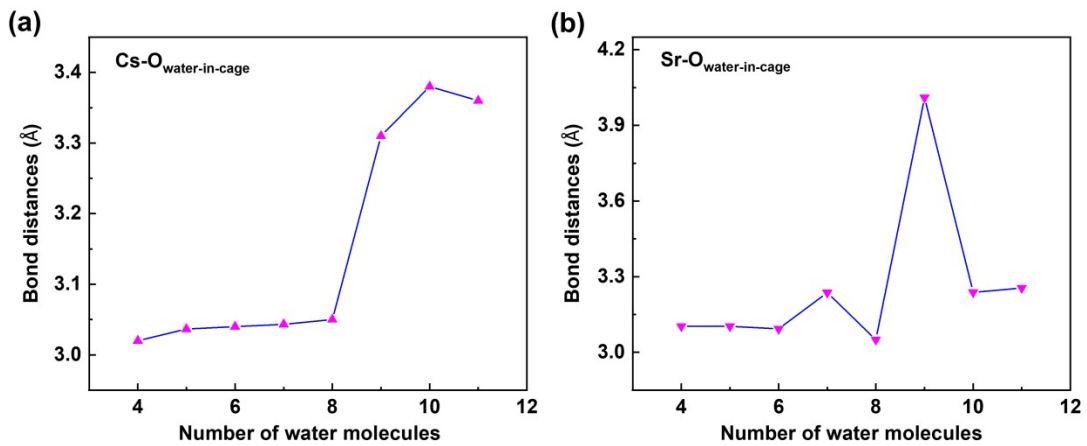 (a)
Cs-Owater-in-cage
3.4
3.3
3.2
3.1
3.0
Bond distances (Å)
4 6 8 10 12
Number of water molecules
(b)
Sr-Owater-in-cage
4.2
3.9
3.6
3.3
3.0
Bond distances (Å)
4 6 8 10 12
Number of water molecules